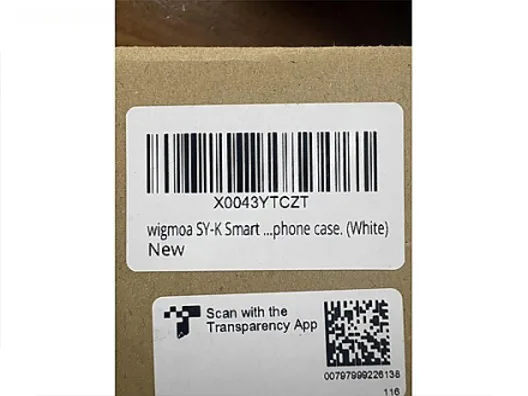 X0043YTCZT
wigmoa SY-K Smart ...phone case. (White)
New
Scan with the
Transparency App
00797999226138
116